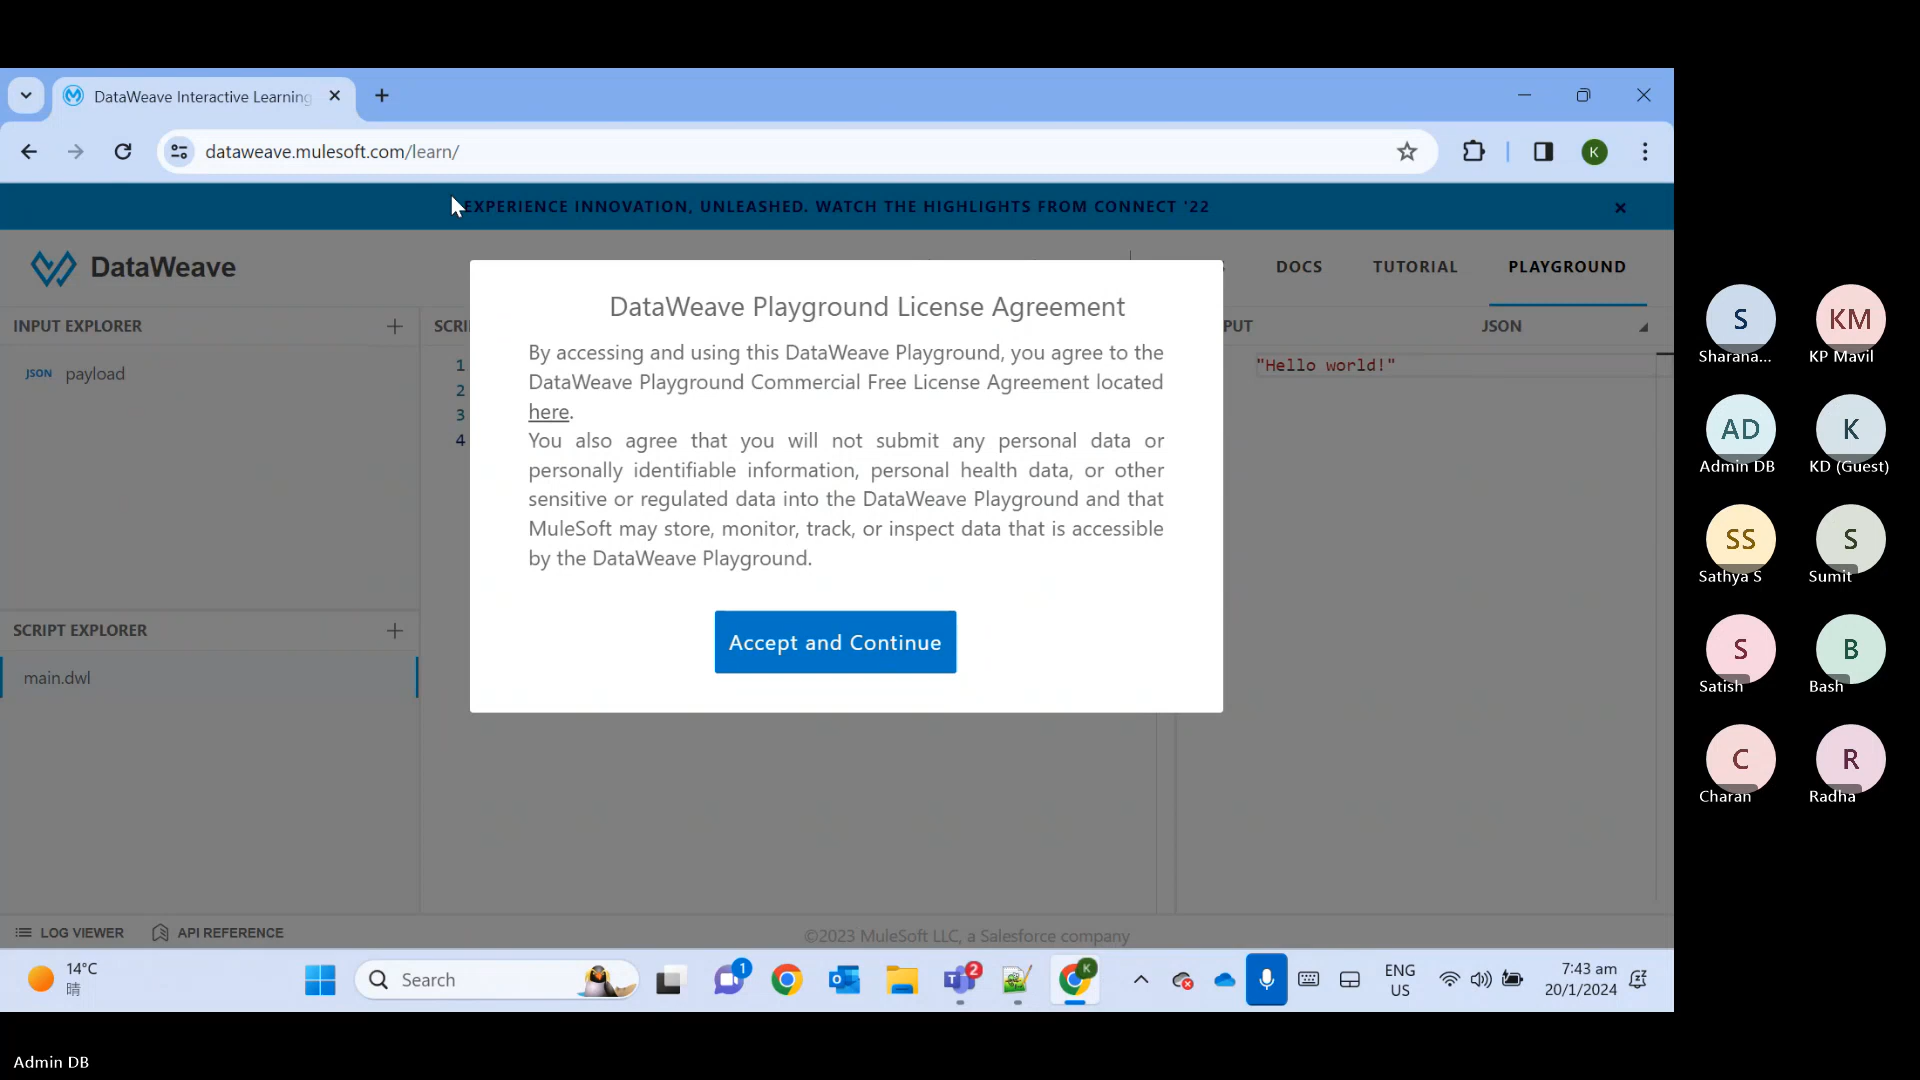 DataWeave Interactive Learning
dataweave.mulesoft.com/learn/
K
EXPERIENCE INNOVATION, UNLEASHED. WATCH THE HIGHLIGHTS FROM CONNECT '22
DataWeave
DOCS
TUTORIAL
PLAYGROUND
INPUT EXPLORER
SCRI
PUT
JSON
JSON payload
1
2
3
4
"Hello world!"
DataWeave Playground License Agreement
By accessing and using this DataWeave Playground, you agree to the
DataWeave Playground Commercial Free License Agreement located
here.
You also agree that you will not submit any personal data or
personally identifiable information, personal health data, or other
sensitive or regulated data into the DataWeave Playground and that
MuleSoft may store, monitor, track, or inspect data that is accessible
by the DataWeave Playground.
Accept and Continue
SCRIPT EXPLORER
main.dwl
LOG VIEWER
API REFERENCE
©2023 MuleSoft LLC, a Salesforce company
14°C
晴
Search
1
2
K
ENG
US
7:43 am
20/1/2024
S
Sharana...
KM
KP Mavil
AD
Admin DB
K
KD (Guest)
SS
Sathya S
S
Sumit
S
Satish
B
Bash
C
Charan
R
Radha
Admin DB